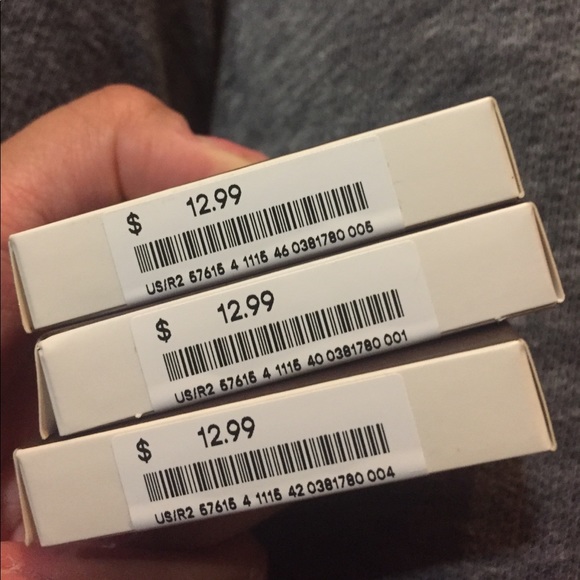 $ 12.99
US/R2 57615 4 1115 46 0381780 005
$ 12.99
US/R2 57615 4 1115 40 0381780 001
$ 12.99
US/R2 57615 4 1115 42 0381780 004